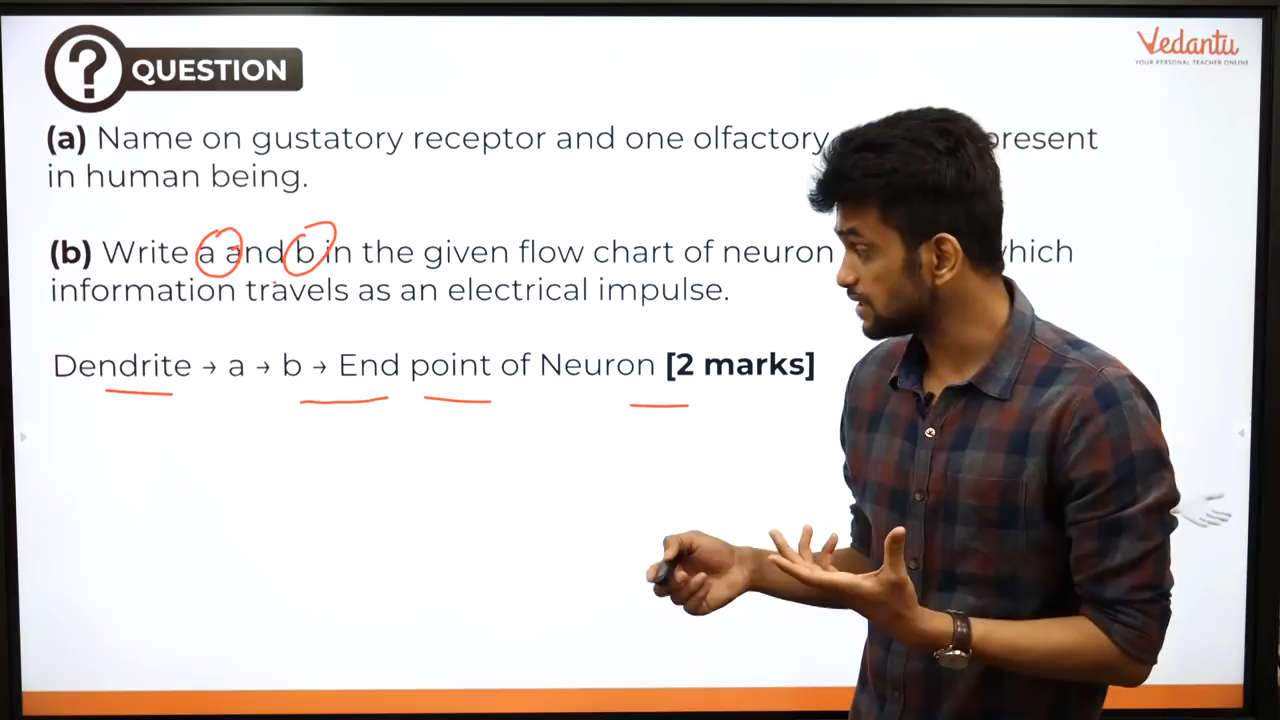 QUESTION
Vedantu
YOUR PERSONAL TEACHER ONLINE
(a) Name on gustatory receptor and one olfactory present
in human being.
(b) Write a and b in the given flow chart of neuron which
information travels as an electrical impulse.
Dendrite → a → b → End point of Neuron [2 marks]